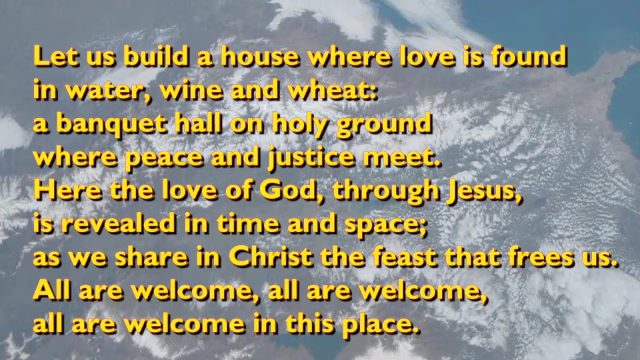 Let us build a house where love is found
in water, wine and wheat:
a banquet hall on holy ground
where peace and justice meet.
Here the love of God, through Jesus,
is revealed in time and space;
as we share in Christ the feast that frees us.
All are welcome, all are welcome,
all are welcome in this place.